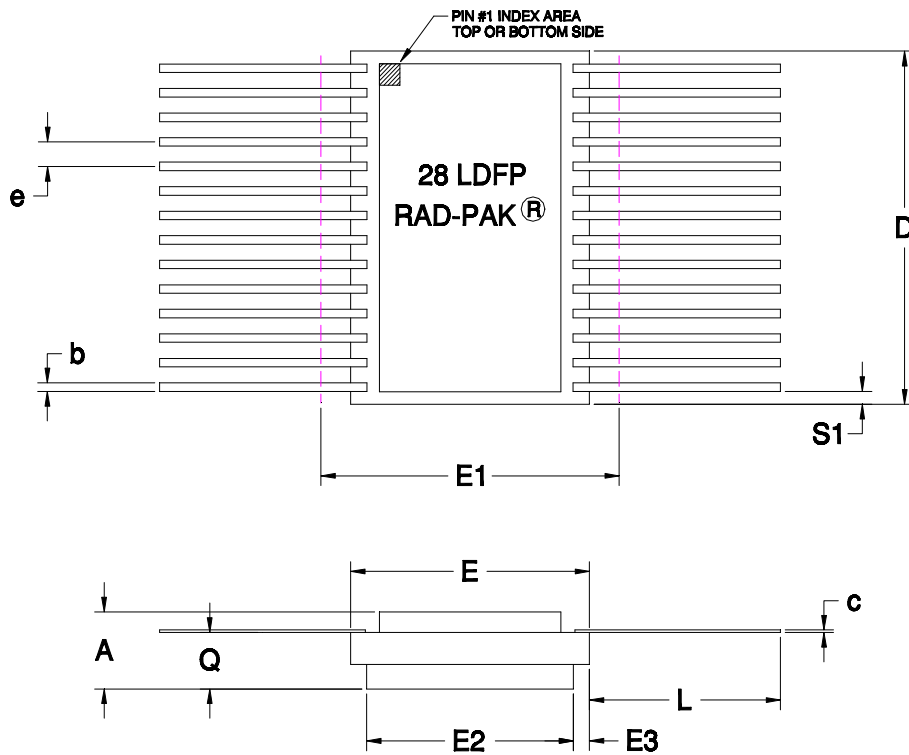 PIN #1 INDEX AREA
TOP OR BOTTOM SIDE
28 LDFP
RAD-PAK ®
e
D
b
S1
E1
E
c
A
Q
L
E2
E3